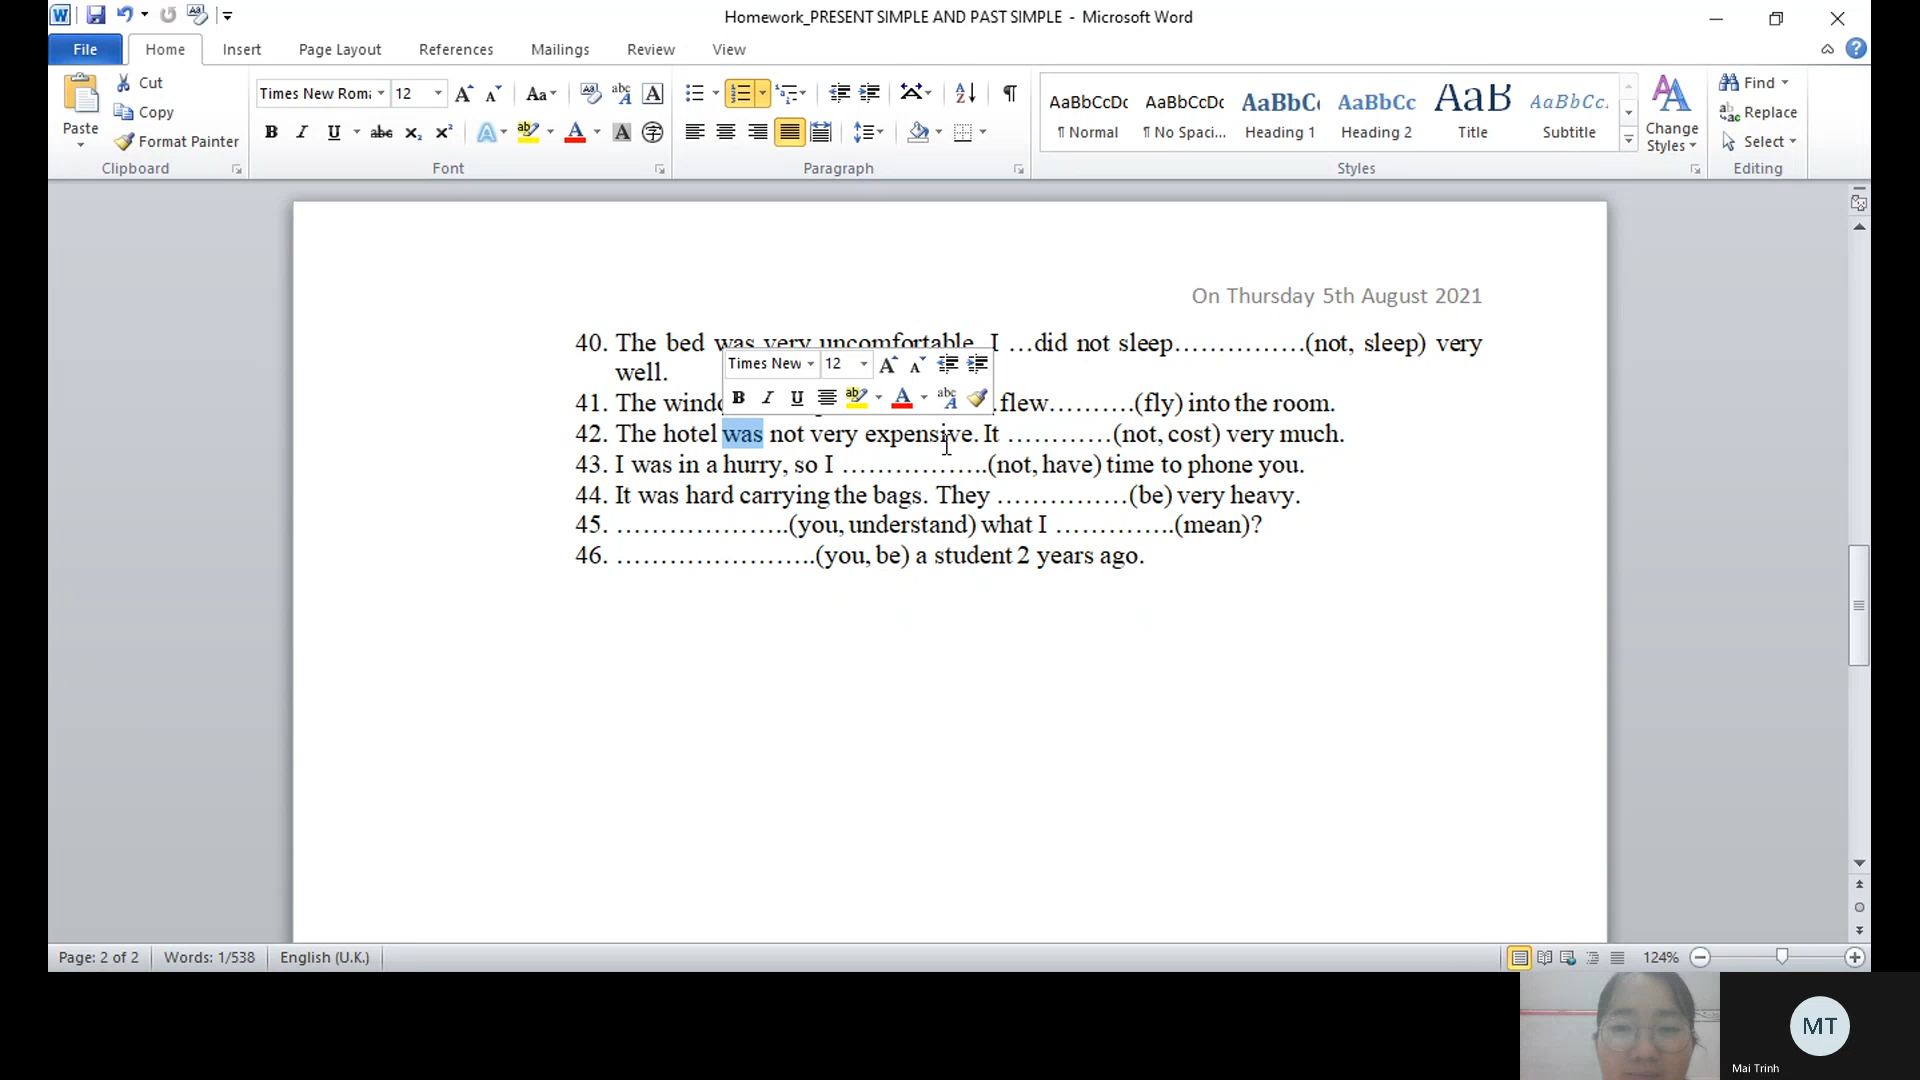 Homework_PRESENT SIMPLE AND PAST SIMPLE - Microsoft Word
File Home Insert Page Layout References Mailings Review View
Paste
Cut
Copy
Format Painter
Clipboard
Times New Roma 12
Font
Paragraph
AaBbCcDc AaBbCcDc AaBbC AaBbCc AaB AaBbCc.
¶ Normal ¶ No Spaci... Heading 1 Heading 2 Title Subtitle
Change
Styles
Styles
Find
Replace
Select
Editing
On Thursday 5th August 2021
40. The bed was very uncomfortable. I …did not sleep……………(not, sleep) very
well.
Times New 12
41. The flew……….(fly) into the room.
42. The hotel was not very expensive. It …………(not, cost) very much.
43. I was in a hurry, so I ……………..(not, have) time to phone you.
44. It was hard carrying the bags. They ……………(be) very heavy.
45. ………………..(you, understand) what I …………..(mean)?
46. …………………..(you, be) a student 2 years ago.
Page: 2 of 2 Words: 1/538 English (U.K.) 124%
MT
Mai Trinh